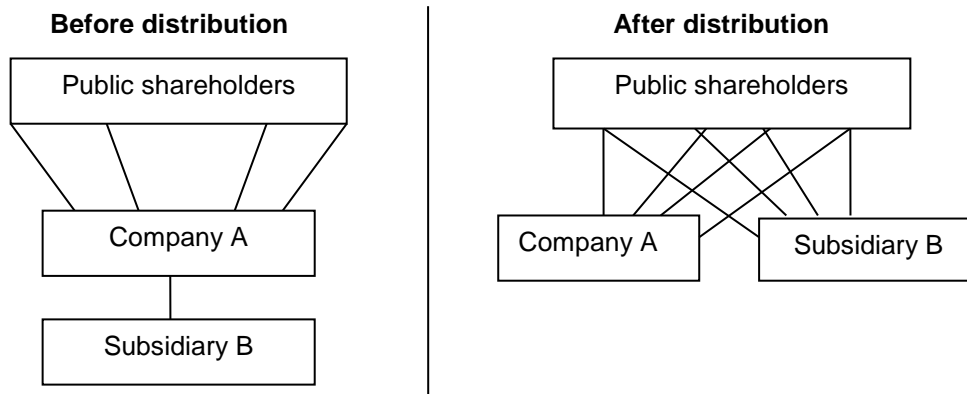 Before distribution
Public shareholders
Company A
Subsidiary B
After distribution
Public shareholders
Company A
Subsidiary B